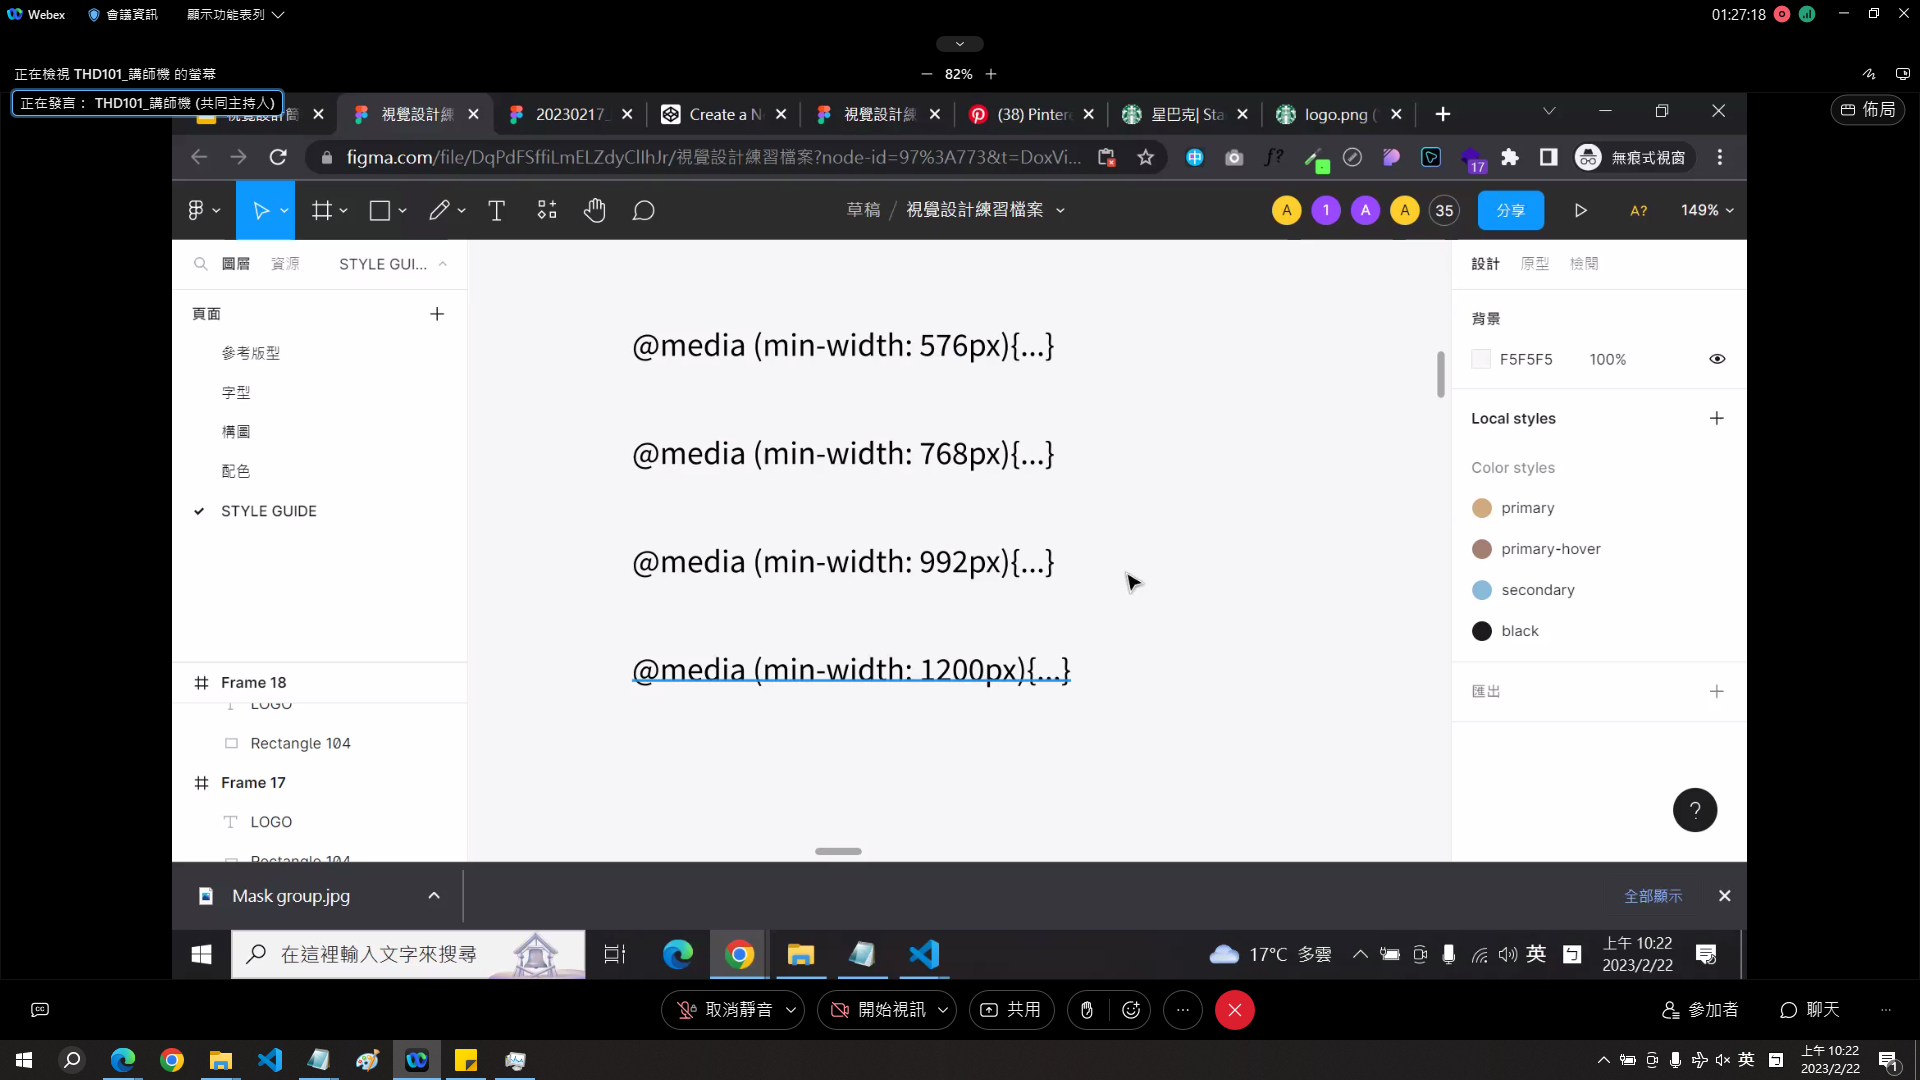 Webex 會議資訊 顯示功能表列 01:27:18
正在檢視 THD101_講師機 的螢幕 82%
正在發言： THD101_講師機 (共同主持人) 佈局
視覺設計簡 視覺設計練 20230217_ Create a N 視覺設計練 (38) Pinter 星巴克| Sta logo.png (
figma.com/file/DqPdFSffiLmELZdyClIhJr/視覺設計練習檔案?node-id=97%3A773&t=DoxVi... 中 f? 17 無痕式視窗
T 草稿 / 視覺設計練習檔案 A 1 A A 35 分享 A? 149%
圖層 資源 STYLE GUI... 設計 原型 檢閱
頁面
參考版型
字型
構圖
配色
STYLE GUIDE
Frame 18
LOGO
Rectangle 104
Frame 17
LOGO
Rectangle 104
@media (min-width: 576px){...}
@media (min-width: 768px){...}
@media (min-width: 992px){...}
@media (min-width: 1200px){...}
背景
F5F5F5 100%
Local styles
Color styles
primary
primary-hover
secondary
black
匯出
?
Mask group.jpg 全部顯示
在這裡輸入文字來搜尋 17°C 多雲 英 上午 10:22
2023/2/22
取消靜音 開始視訊 共用 參加者 聊天
英 上午 10:22
2023/2/22 1